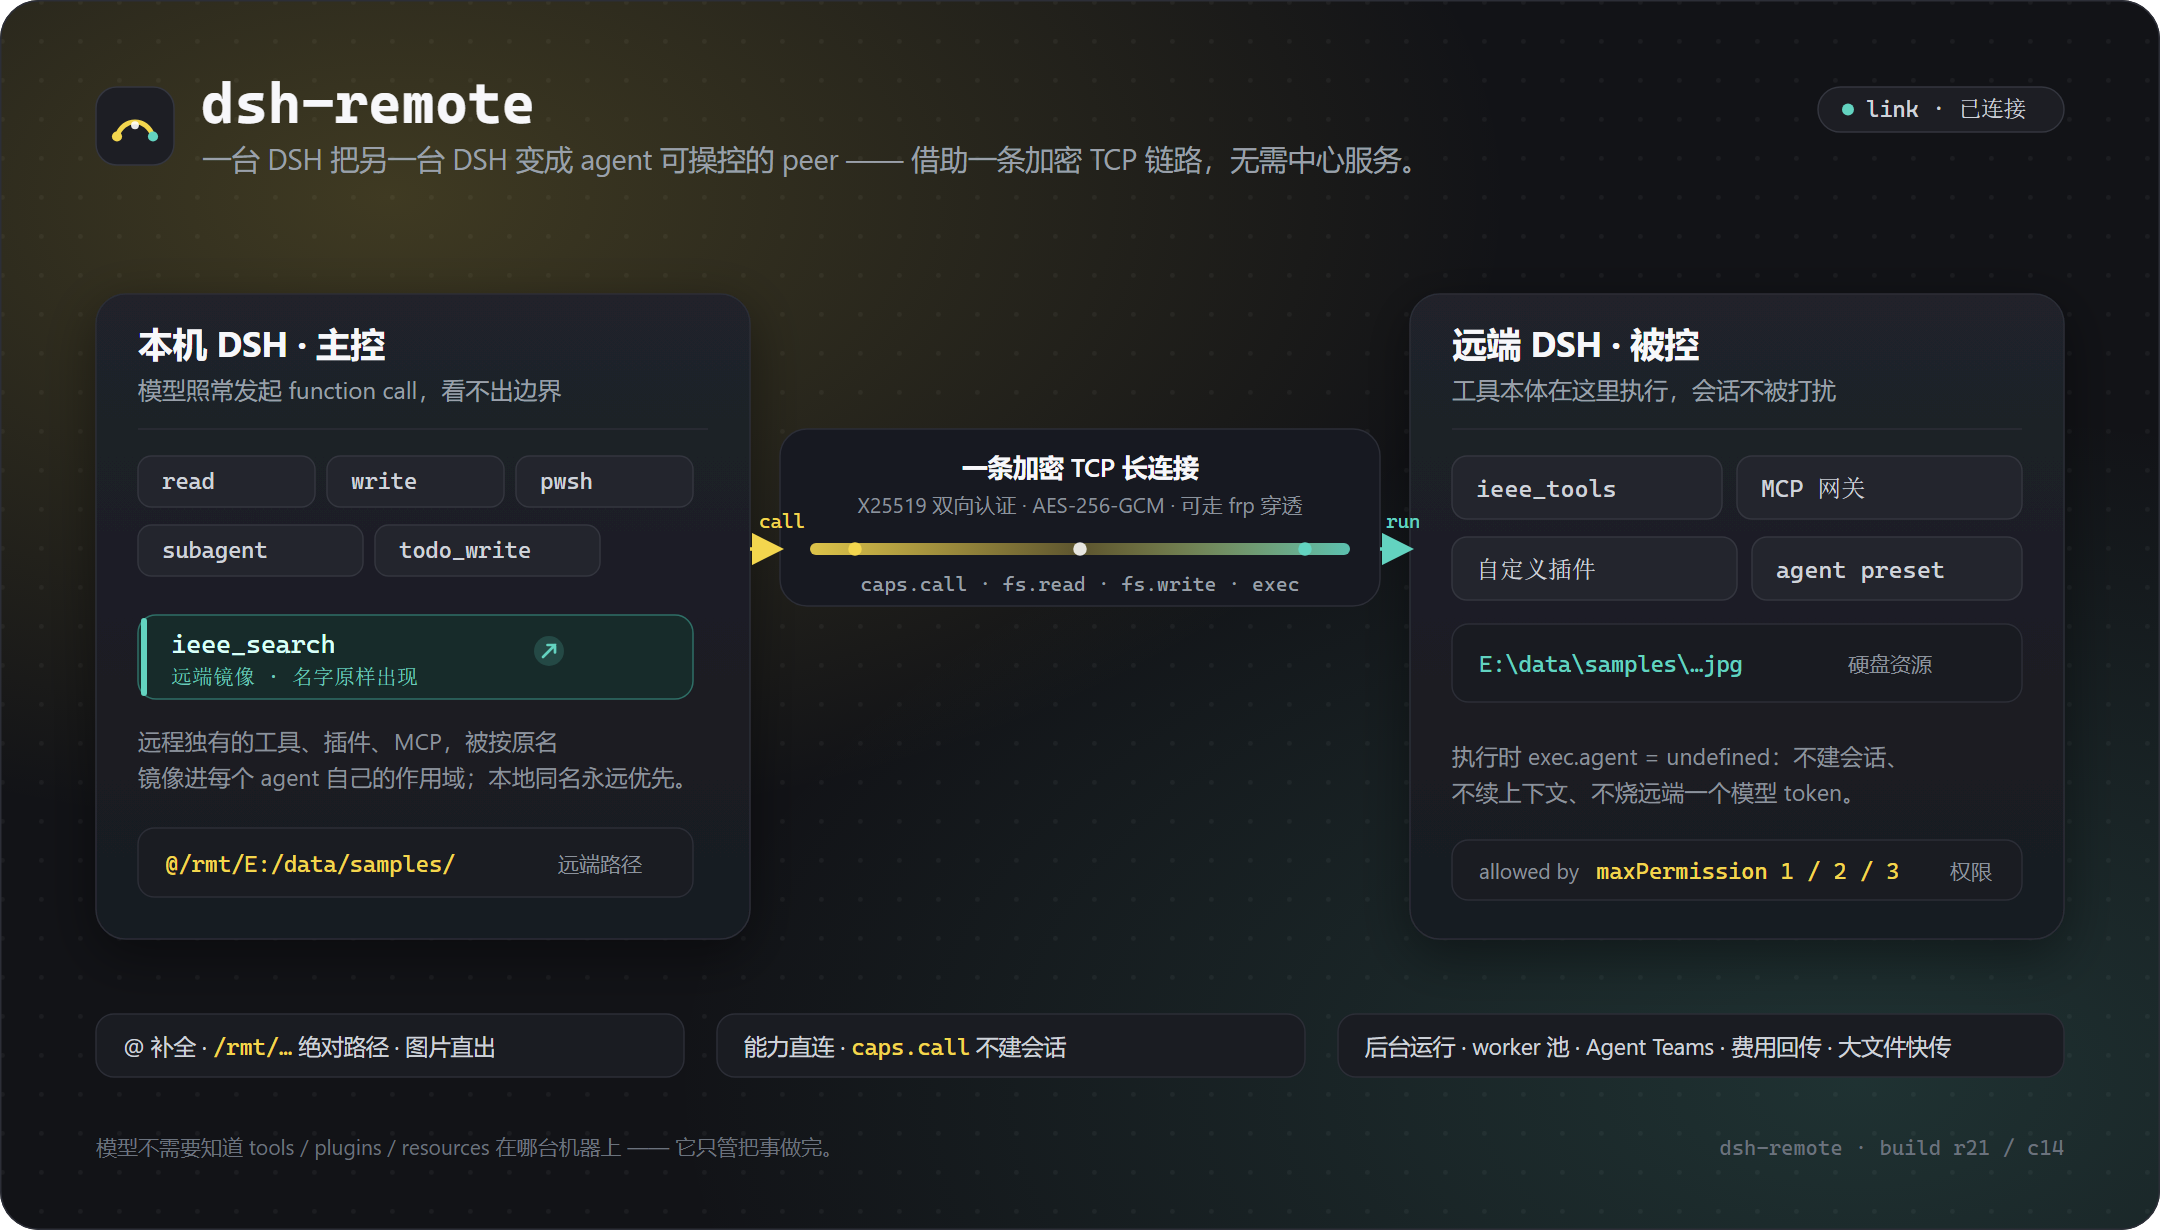 dsh-remote
一台 DSH 把另一台 DSH 变成 agent 可操控的 peer —— 借助一条加密 TCP 链路，无需中心服务。
link · 已连接
本机 DSH · 主控
模型照常发起 function call，看不出边界
read
write
pwsh
subagent
todo_write
ieee_search
远端镜像 · 名字原样出现
远程独有的工具、插件、MCP，被按原名
镜像进每个 agent 自己的作用域；本地同名永远优先。
@/rmt/E:/data/samples/
远端路径
call
一条加密 TCP 长连接
X25519 双向认证 · AES-256-GCM · 可走 frp 穿透
caps.call · fs.read · fs.write · exec
run
远端 DSH · 被控
工具本体在这里执行，会话不被打扰
ieee_tools
MCP 网关
自定义插件
agent preset
E:\data\samples\…jpg
硬盘资源
执行时 exec.agent = undefined：不建会话、
不续上下文、不烧远端一个模型 token。
allowed by maxPermission 1 / 2 / 3
权限
@ 补全 · /rmt/… 绝对路径 · 图片直出
能力直连 · caps.call 不建会话
后台运行 · worker 池 · Agent Teams · 费用回传 · 大文件快传
模型不需要知道 tools / plugins / resources 在哪台机器上 —— 它只管把事做完。
dsh-remote · build r21 / c14